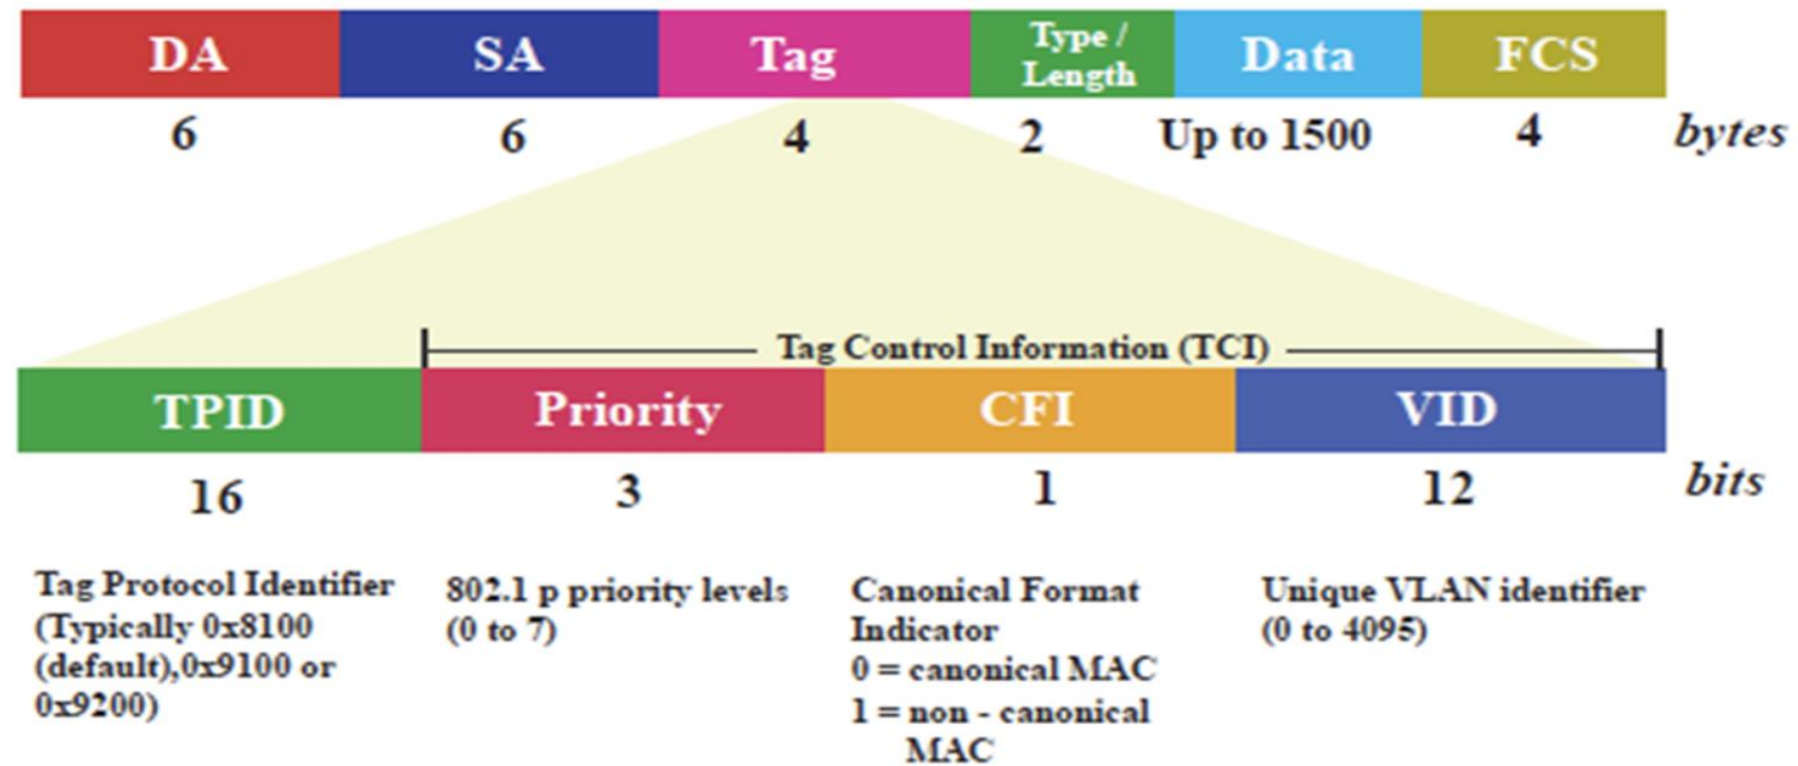 DA SA Tag Type / Length Data FCS
6 6 4 2 Up to 1500 4 bytes
Tag Control Information (TCI)
TPID Priority CFI VID
16 3 1 12 bits
Tag Protocol Identifier
(Typically 0x8100
(default),0x9100 or
0x9200)
802.1 p priority levels
(0 to 7)
Canonical Format
Indicator
0 = canonical MAC
1 = non - canonical
MAC
Unique VLAN identifier
(0 to 4095)